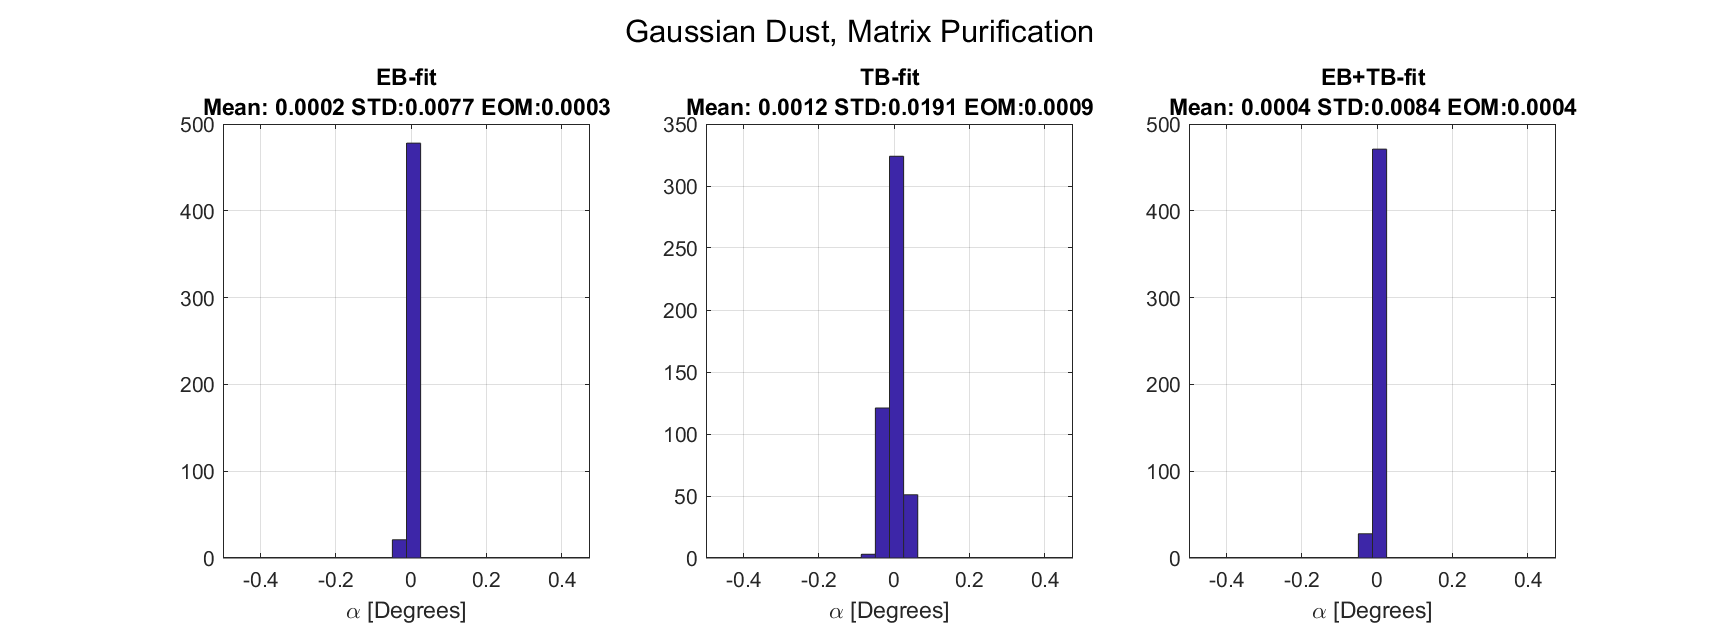 Gaussian Dust, Matrix Purification
EB-fit
Mean: 0.0002 STD:0.0077 EOM:0.0003
500
400
300
200
100
0
-0.4 -0.2 0 0.2 0.4
α [Degrees]
TB-fit
Mean: 0.0012 STD:0.0191 EOM:0.0009
350
300
250
200
150
100
50
0
-0.4 -0.2 0 0.2 0.4
α [Degrees]
EB+TB-fit
Mean: 0.0004 STD:0.0084 EOM:0.0004
500
400
300
200
100
0
-0.4 -0.2 0 0.2 0.4
α [Degrees]